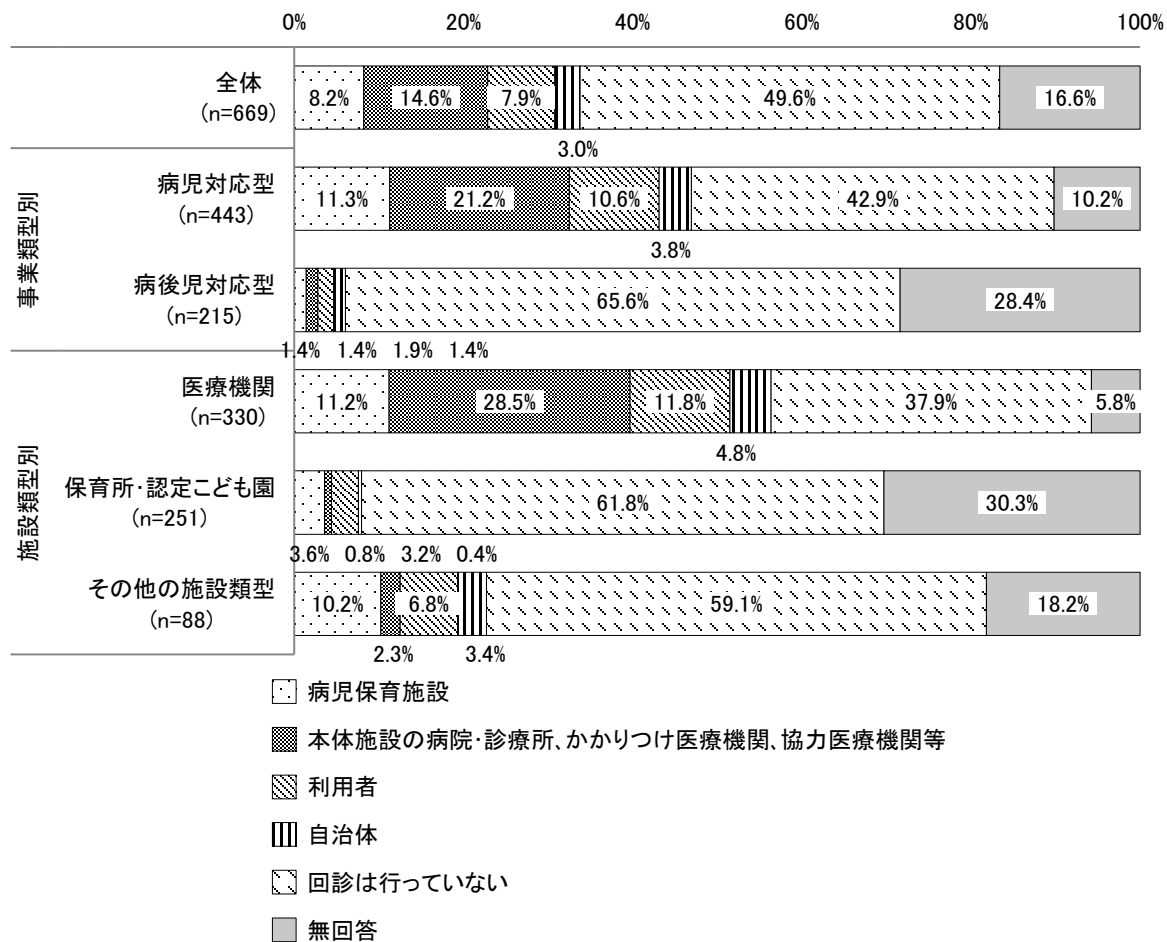 0% 20% 40% 60% 80% 100%
全体
(n=669)
8.2% 14.6% 7.9% 49.6% 16.6%
3.0%
事業類型別
病児対応型
(n=443)
11.3% 21.2% 10.6% 42.9% 10.2%
3.8%
病後児対応型
(n=215)
65.6% 28.4%
1.4% 1.4% 1.9% 1.4%
施設類型別
医療機関
(n=330)
11.2% 28.5% 11.8% 37.9% 5.8%
4.8%
保育所・認定こども園
(n=251)
61.8% 30.3%
3.6% 0.8% 3.2% 0.4%
その他の施設類型
(n=88)
10.2% 6.8% 59.1% 18.2%
2.3% 3.4%
病児保育施設
本体施設の病院・診療所、かかりつけ医療機関、協力医療機関等
利用者
自治体
回診は行っていない
無回答